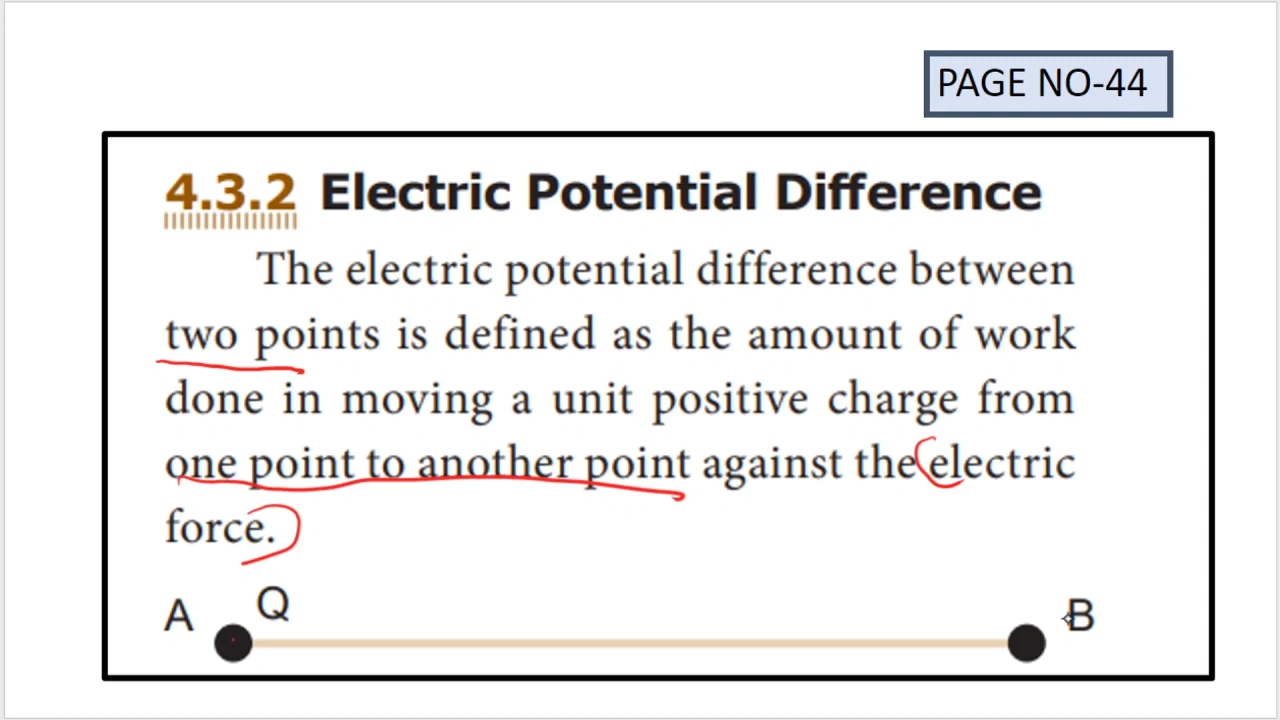 PAGE NO-44
4.3.2 Electric Potential Difference
The electric potential difference between
two points is defined as the amount of work
done in moving a unit positive charge from
one point to another point against the electric
force.
A Q B